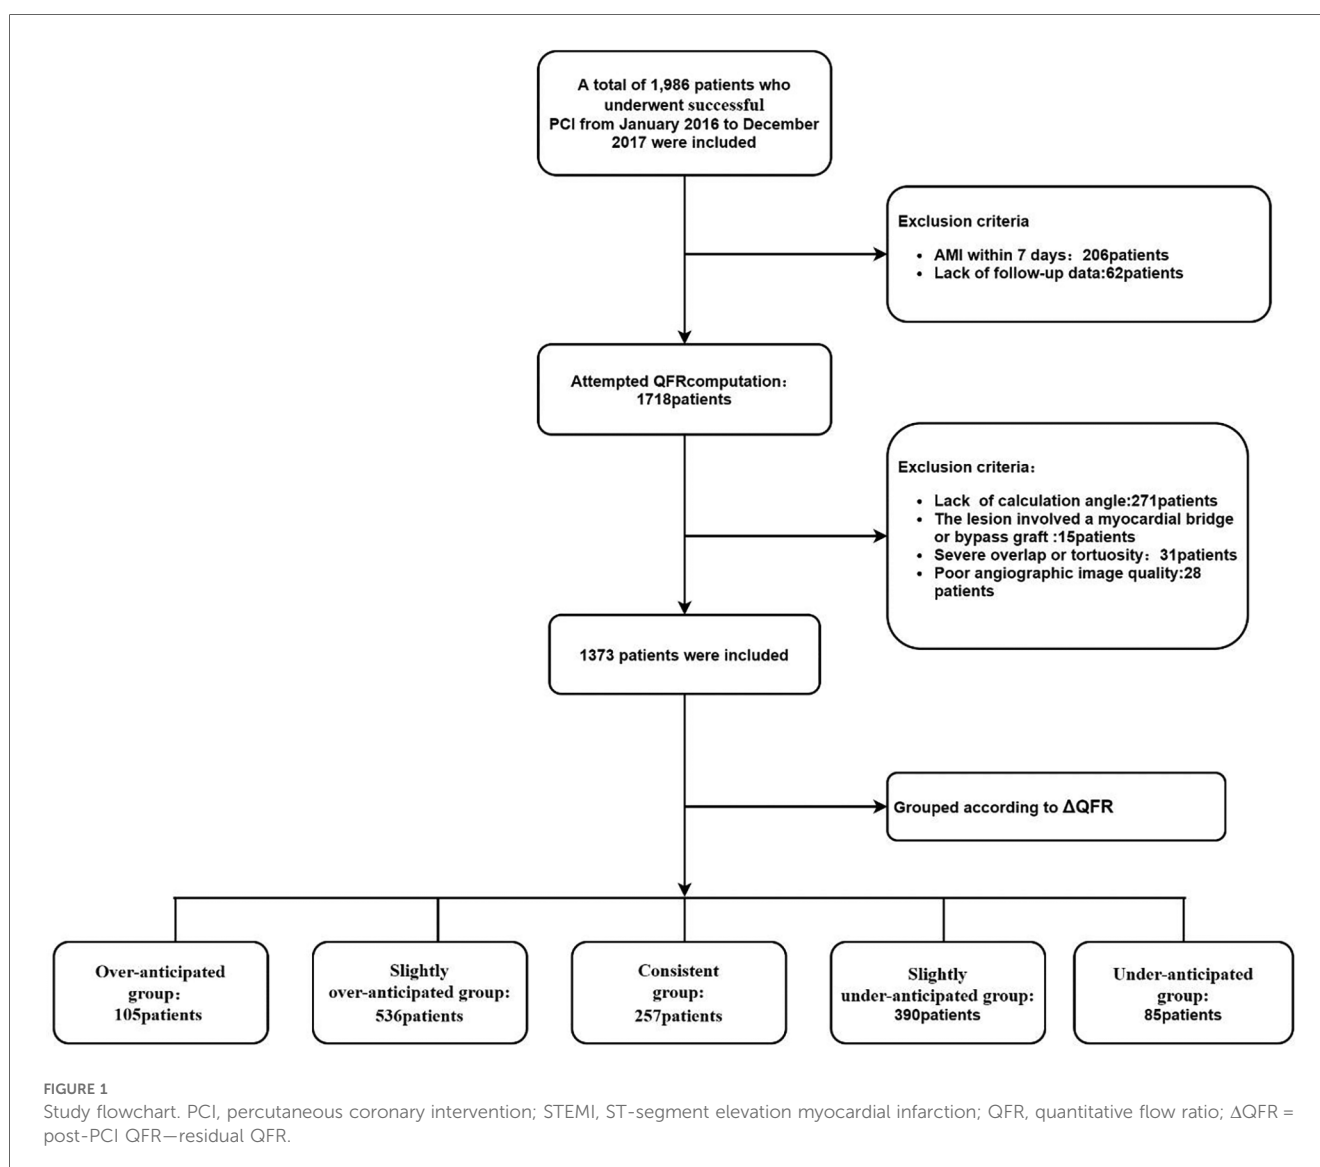 A total of 1,986 patients who
underwent successful
PCI from January 2016 to December
2017 were included
Exclusion criteria
• AMI within 7 days：206patients
• Lack of follow-up data:62patients
Attempted QFRcomputation：
1718patients
Exclusion criteria：
• Lack of calculation angle:271patients
• The lesion involved a myocardial bridge
or bypass graft :15patients
• Severe overlap or tortuosity：31patients
• Poor angiographic image quality:28
patients
1373 patients were included
Grouped according to ΔQFR
Over-anticipated
group：
105patients
Slightly
over-anticipated group:
536patients
Consistent
group:
257patients
Slightly
under-anticipated group:
390patients
Under-anticipated
group:
85patients
FIGURE 1
Study flowchart. PCI, percutaneous coronary intervention; STEMI, ST-segment elevation myocardial infarction; QFR, quantitative flow ratio; ΔQFR =
post-PCI QFR—residual QFR.